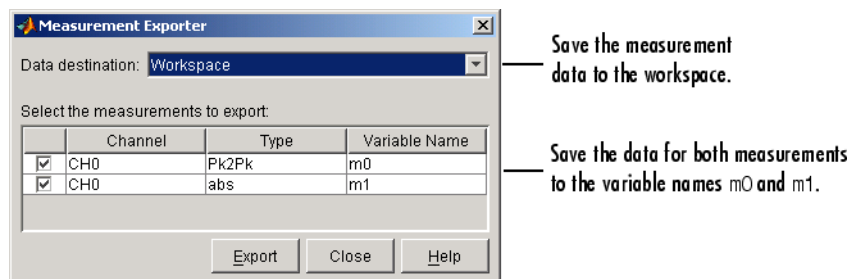 Measurement Exporter
Data destination: Workspace
Save the measurement
data to the workspace.
Select the measurements to export:
Channel Type Variable Name
CH0 Pk2Pk m0
CH0 abs m1
Save the data for both measurements
to the variable names m0 and m1.
Export Close Help